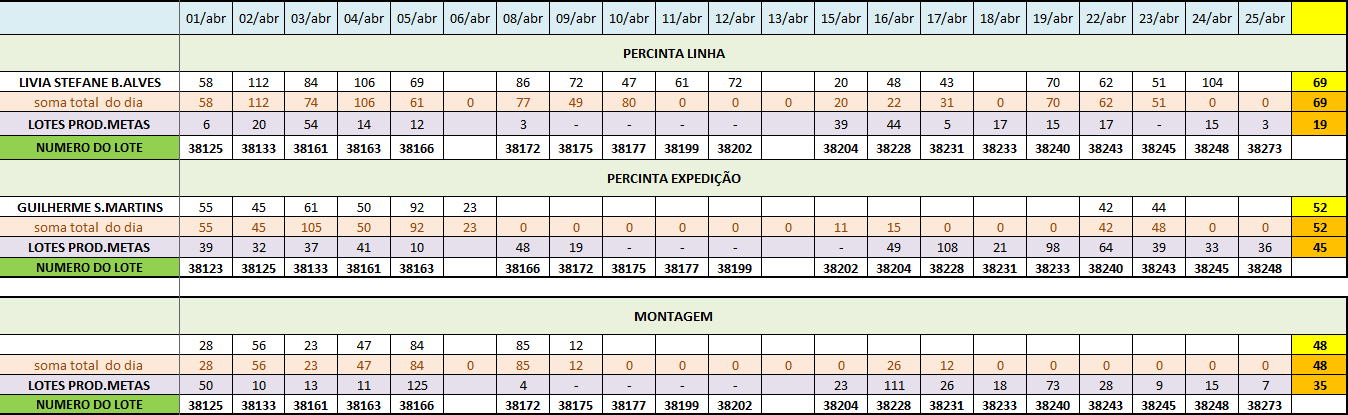 01/abr 02/abr 03/abr 04/abr 05/abr 06/abr 08/abr 09/abr 10/abr 11/abr 12/abr 13/abr 15/abr 16/abr 17/abr 18/abr 19/abr 22/abr 23/abr 24/abr 25/abr
PERCINTA LINHA
LIVIA STEFANE B.ALVES 58 112 84 106 69 86 72 47 61 72 20 48 43 70 62 51 104 69
soma total do dia 58 112 74 106 61 0 77 49 80 0 0 0 20 22 31 0 70 62 51 0 0 69
LOTES PROD.METAS 6 20 54 14 12 3 - - - - 39 44 5 17 15 17 - 15 3 19
NUMERO DO LOTE 38125 38133 38161 38163 38166 38172 38175 38177 38199 38202 38204 38228 38231 38233 38240 38243 38245 38248 38273
PERCINTA EXPEDIÇÃO
GUILHERME S.MARTINS 55 45 61 50 92 23 42 44 52
soma total do dia 55 45 105 50 92 23 0 0 0 0 0 0 11 15 0 0 0 42 48 0 0 52
LOTES PROD.METAS 39 32 37 41 10 48 19 - - - - 49 108 21 98 64 39 33 36 45
NUMERO DO LOTE 38123 38125 38133 38161 38163 38166 38172 38175 38177 38199 38202 38204 38228 38231 38233 38240 38243 38245 38248
MONTAGEM
28 56 23 47 84 85 12 48
soma total do dia 28 56 23 47 84 0 85 12 0 0 0 0 0 26 12 0 0 0 0 0 0 48
LOTES PROD.METAS 50 10 13 11 125 4 - - - - 23 111 26 18 73 28 9 15 7 35
NUMERO DO LOTE 38125 38133 38161 38163 38166 38172 38175 38177 38199 38202 38204 38228 38231 38233 38240 38243 38245 38248 38273